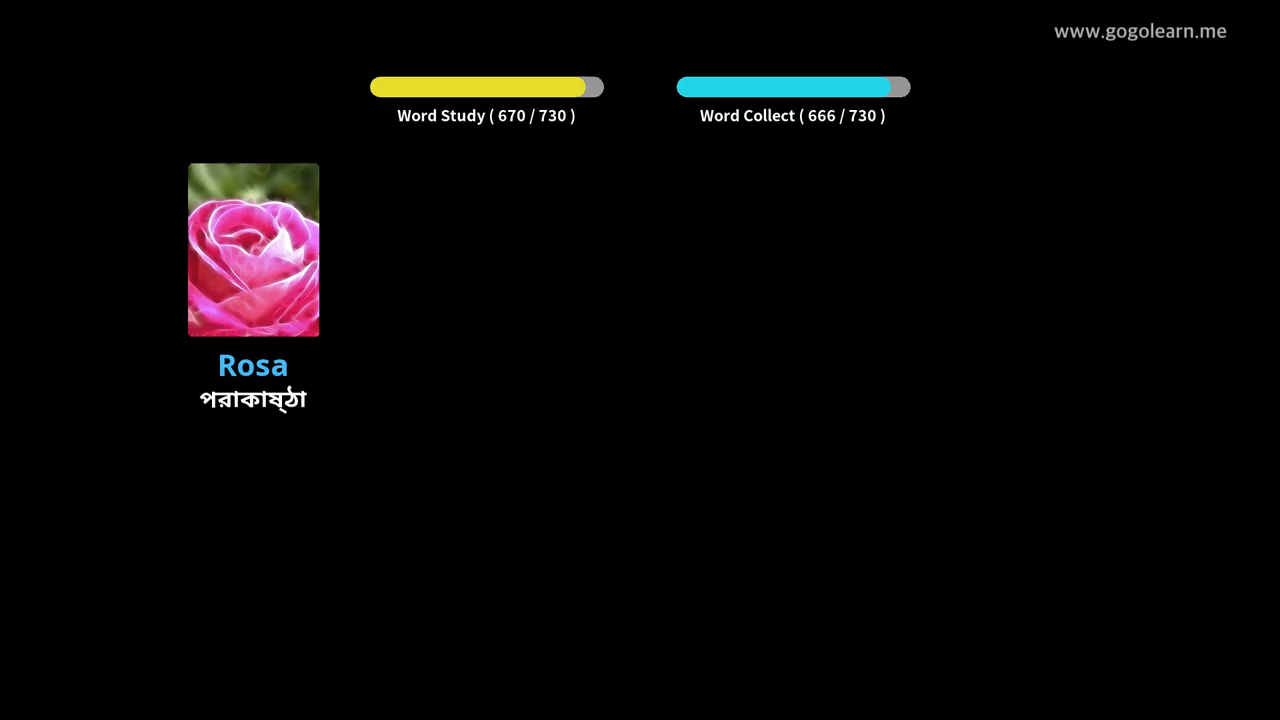 www.gogolearn.me
Word Study ( 670 / 730 )
Word Collect ( 666 / 730 )
Rosa
পরাকাষ্ঠা